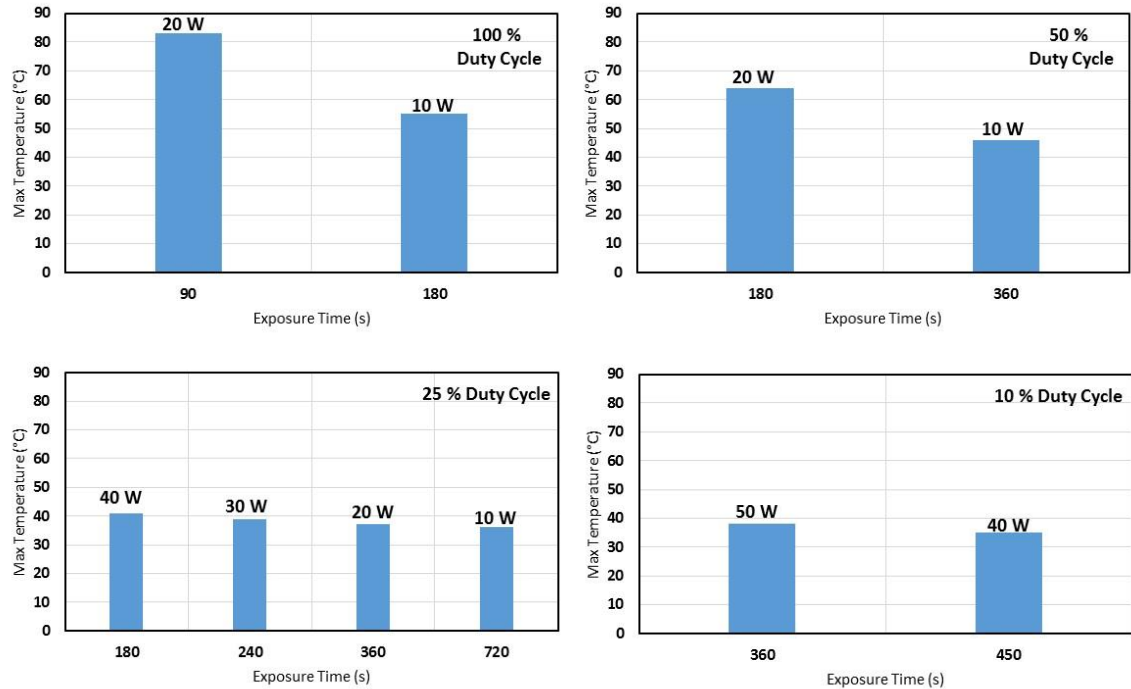 90
80
70
60
50
40
30
20
10
0
Max Temperature (°C)
20 W
10 W
100 %
Duty Cycle
90
180
Exposure Time (s)
90
80
70
60
50
40
30
20
10
0
Max Temperature (°C)
20 W
10 W
50 %
Duty Cycle
180
360
Exposure Time (s)
90
80
70
60
50
40
30
20
10
0
Max Temperature (°C)
40 W
30 W
20 W
10 W
25 % Duty Cycle
180
240
360
720
Exposure Time (s)
90
80
70
60
50
40
30
20
10
0
Max Temperature (°C)
50 W
40 W
10 % Duty Cycle
360
450
Exposure Time (s)